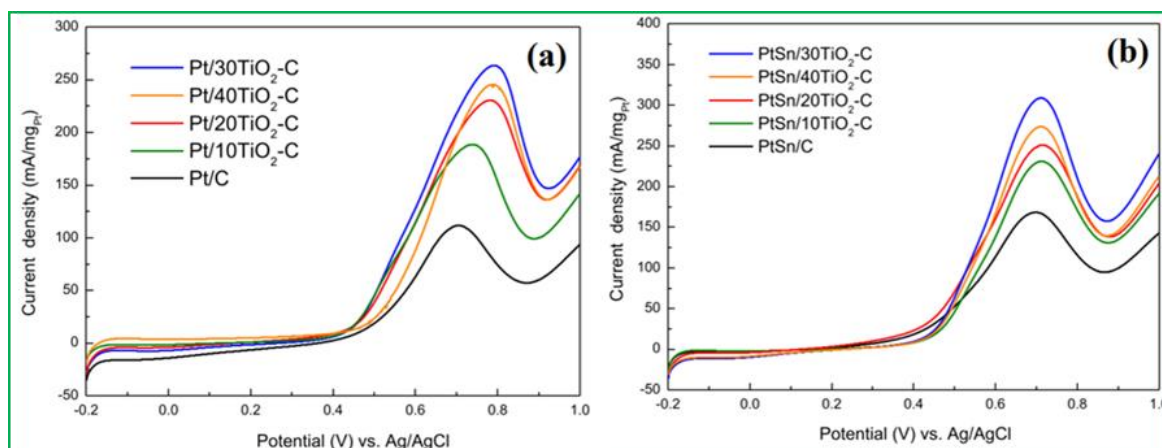 (a)
300
250
200
150
100
50
0
-50
Current density (mA/mg_Pt)
Pt/30TiO₂-C
Pt/40TiO₂-C
Pt/20TiO₂-C
Pt/10TiO₂-C
Pt/C
-0.2 0.0 0.2 0.4 0.6 0.8 1.0
Potential (V) vs. Ag/AgCl
(b)
400
350
300
250
200
150
100
50
0
-50
Current density (mA/mg_Pt)
PtSn/30TiO₂-C
PtSn/40TiO₂-C
PtSn/20TiO₂-C
PtSn/10TiO₂-C
PtSn/C
-0.2 0.0 0.2 0.4 0.6 0.8 1.0
Potential (V) vs. Ag/AgCl